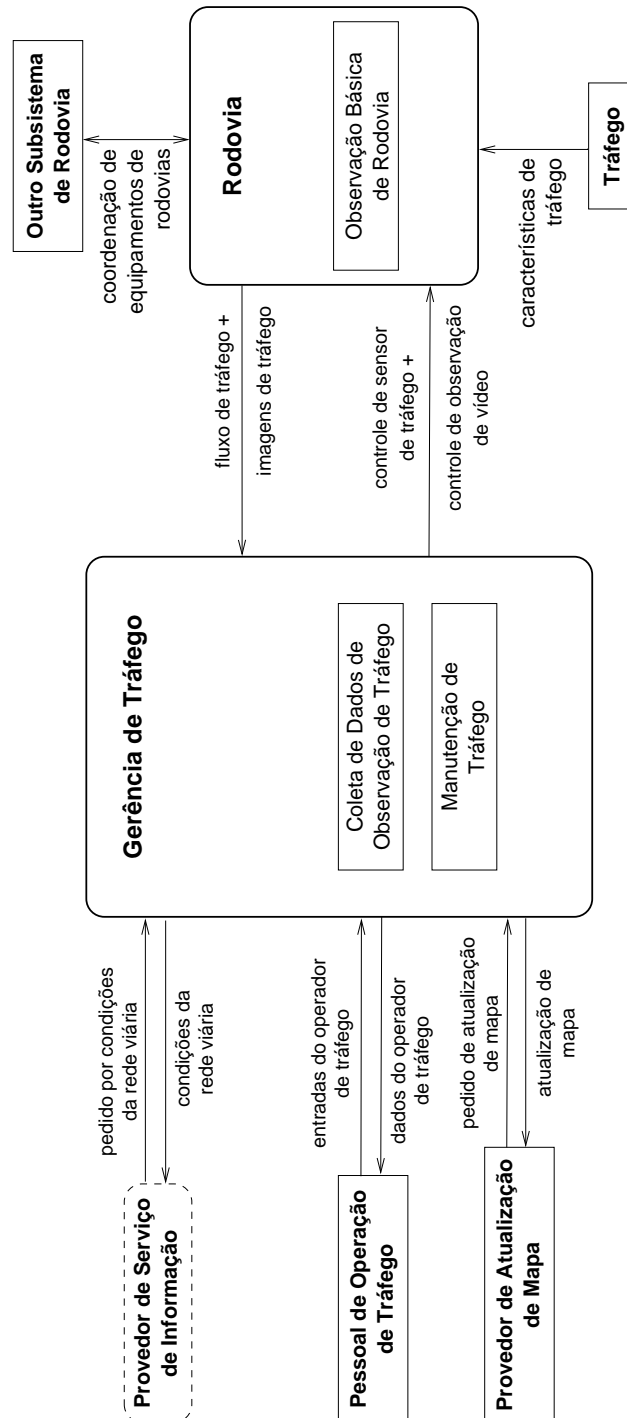 Provedor de Serviço
de Informação
pedido por condições
da rede viária
condições da
rede viária
Pessoal de Operação
de Tráfego
entradas do operador
de tráfego
dados do operador
de tráfego
Provedor de Atualização
de Mapa
pedido de atualização
de mapa
atualização de
mapa
Gerência de Tráfego
Coleta de Dados de
Observação de Tráfego
Manutenção de
Tráfego
fluxo de tráfego +
imagens de tráfego
controle de sensor
de tráfego +
controle de observação
de vídeo
Outro Subsistema
de Rodovia
coordenação de
equipamentos de
rodovias
Rodovia
Observação Básica
de Rodovia
características de
tráfego
Tráfego